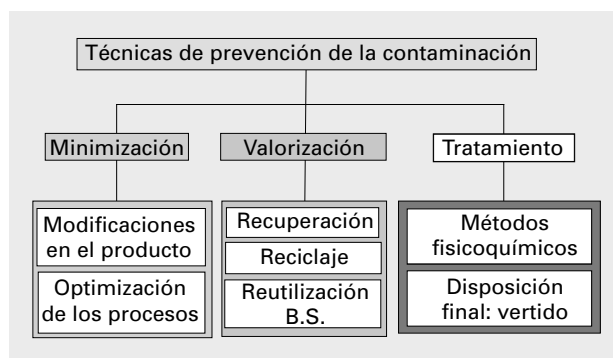 Técnicas de prevención de la contaminación
Minimización
Valorización
Tratamiento
Modificaciones
en el producto
Optimización
de los procesos
Recuperación
Reciclaje
Reutilización
B.S.
Métodos
fisicoquímicos
Disposición
final: vertido